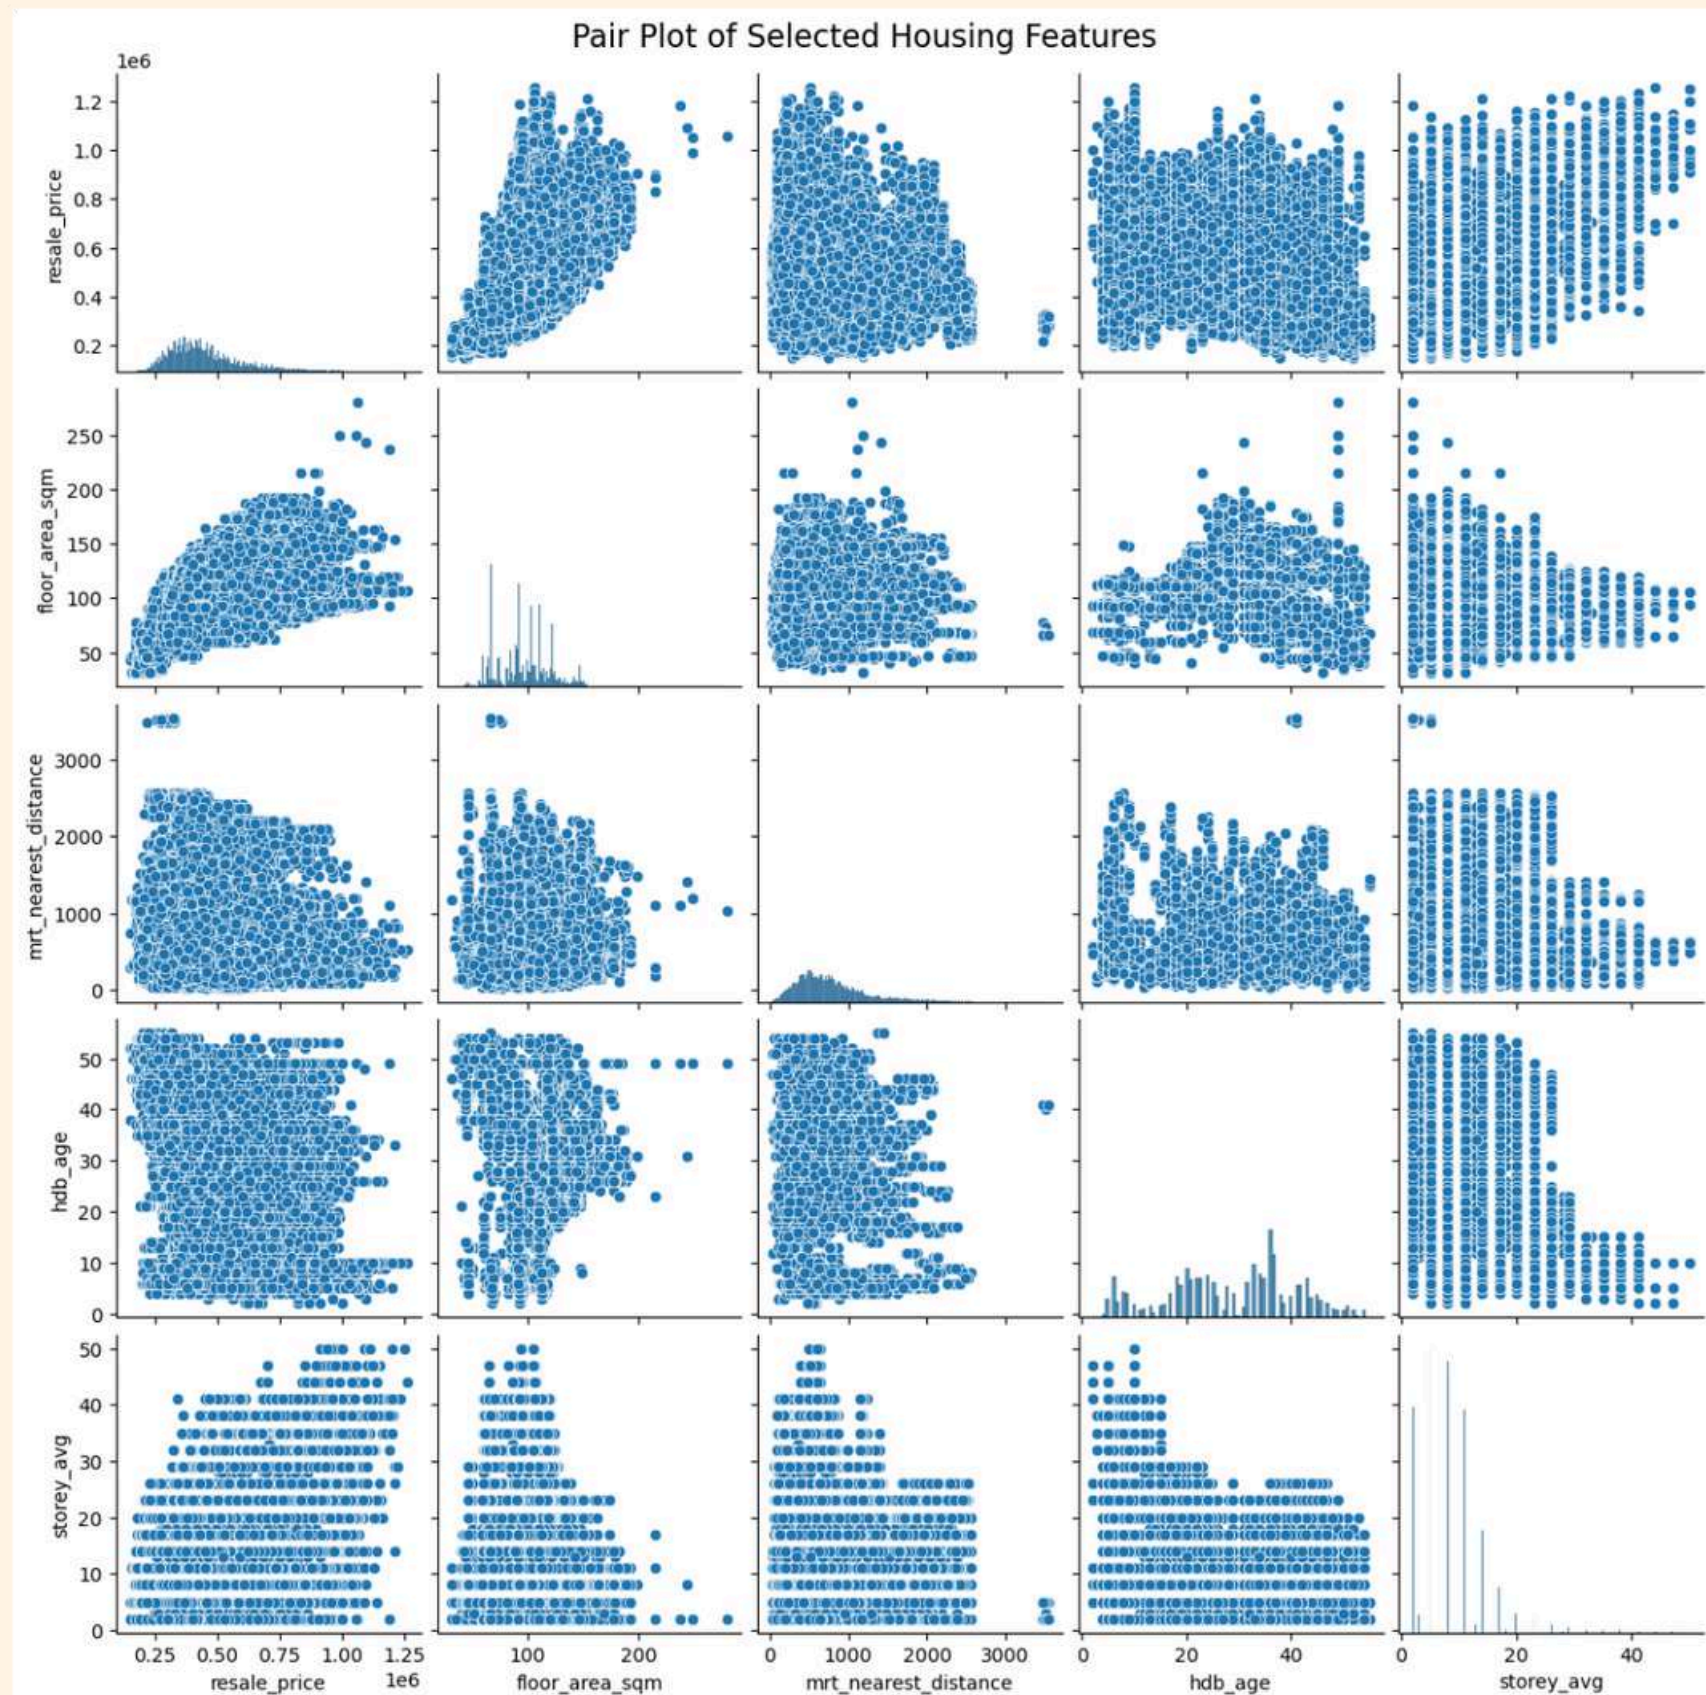 Pair Plot of Selected Housing Features
1e6
1.2
1.0
0.8
0.6
0.4
0.2
resale_price
250
200
150
100
50
floor_area_sqm
3000
2000
1000
0
mrt_nearest_distance
50
40
30
20
10
0
hdb_age
50
40
30
20
10
0
storey_avg
0.25 0.50 0.75 1.00 1.25
1e6
resale_price
100 200
floor_area_sqm
0 1000 2000 3000
mrt_nearest_distance
0 20 40
hdb_age
0 20 40
storey_avg